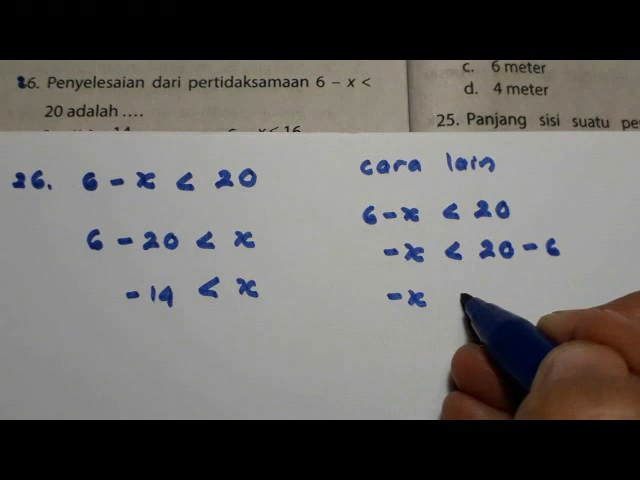 26. Penyelesaian dari pertidaksamaan 6 – x <
20 adalah ....
c. 6 meter
d. 4 meter
25. Panjang sisi suatu
26. 6 - x < 20
6 - 20 < x
- 14 < x
cara lain
6 - x < 20
- x < 20 - 6
- x